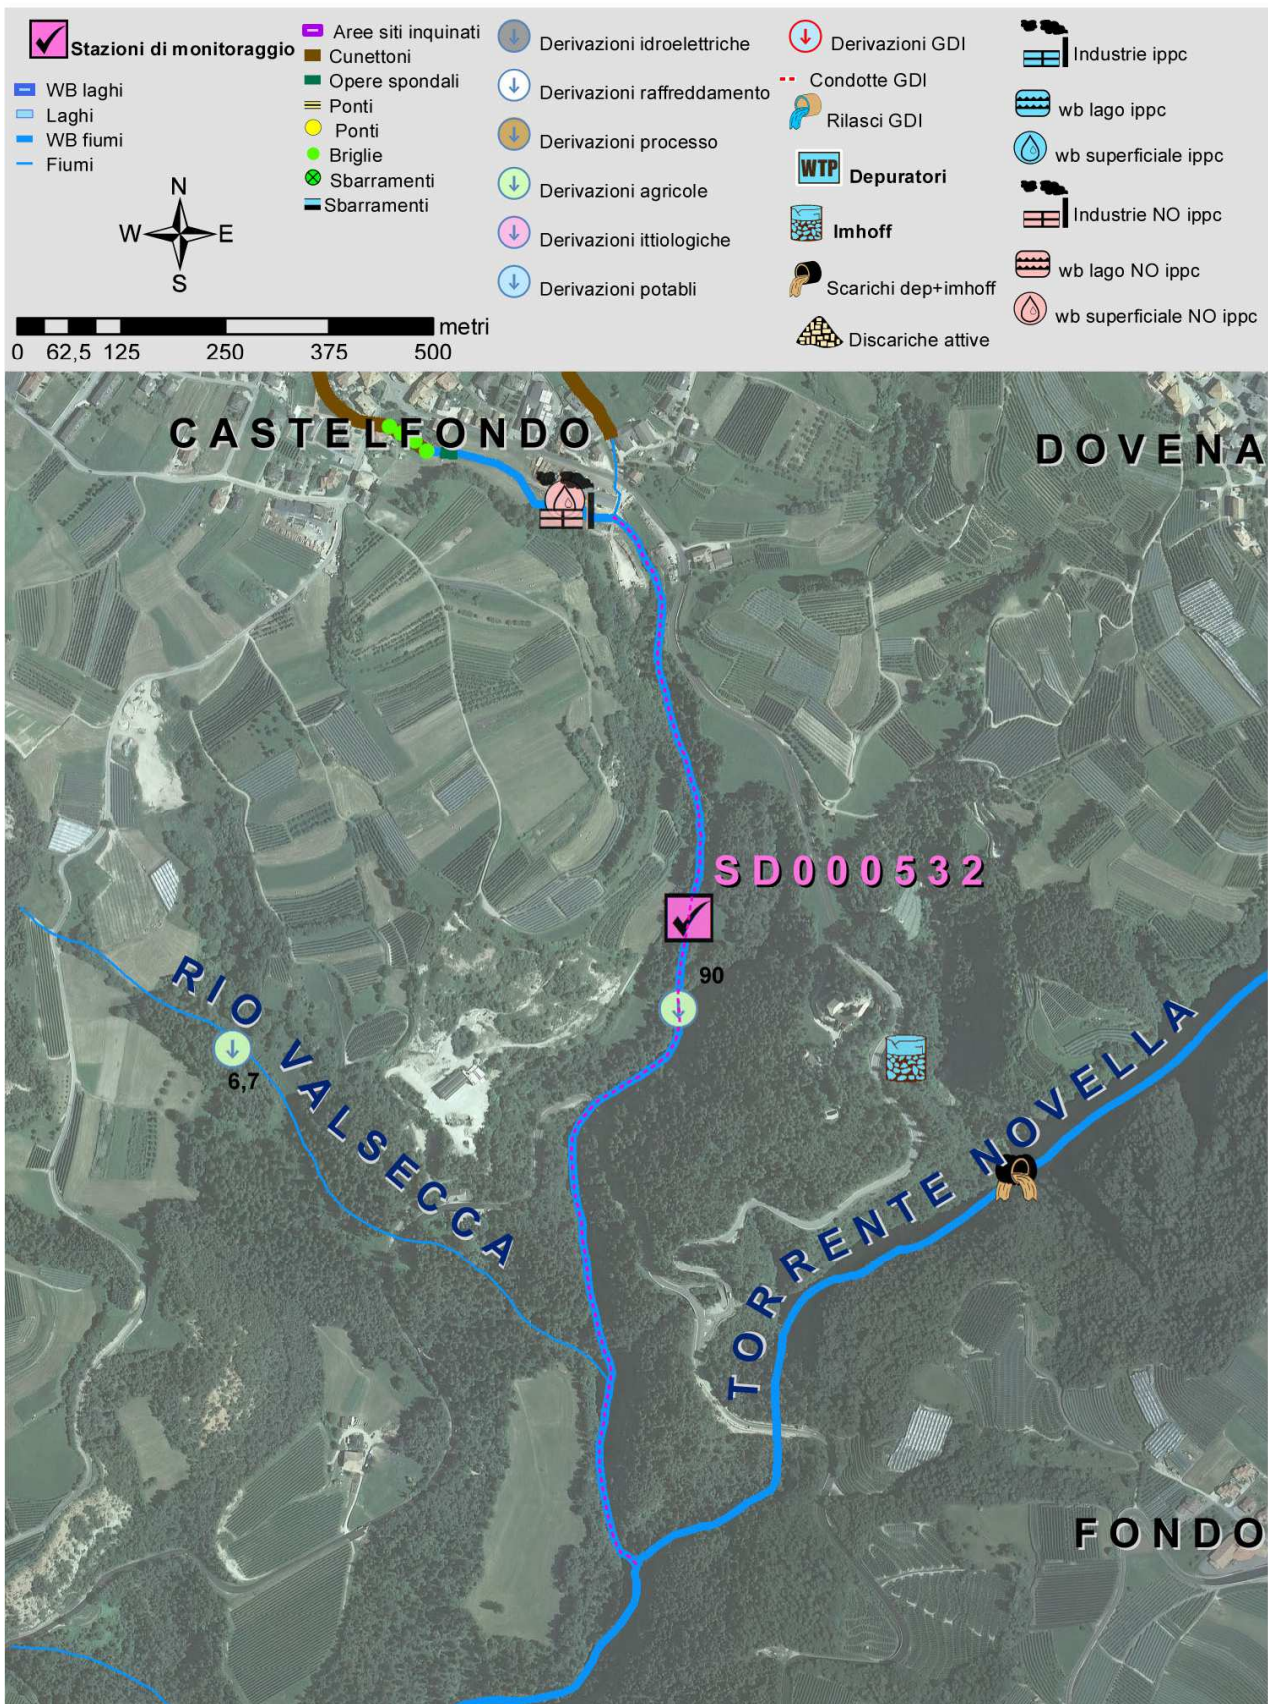 Stazioni di monitoraggio
WB laghi
Laghi
WB fiumi
Fiumi
N
W E
S
metri
0 62,5 125 250 375 500
Aree siti inquinati
Cunettoni
Opere spondali
Ponti
Ponti
Briglie
Sbarramenti
Sbarramenti
Derivazioni idroelettriche
Derivazioni raffreddamento
Derivazioni processo
Derivazioni agricole
Derivazioni ittiologiche
Derivazioni potabli
Derivazioni GDI
Condotte GDI
Rilasci GDI
WTP Depuratori
Imhoff
Scarichi dep+imhoff
Discariche attive
Industrie ippc
wb lago ippc
wb superficiale ippc
Industrie NO ippc
wb lago NO ippc
wb superficiale NO ippc
CASTELFONDO
DOVENA
SD000532
90
RIO VALSECCA
6,7
TORRENTE NOVELLA
FONDO